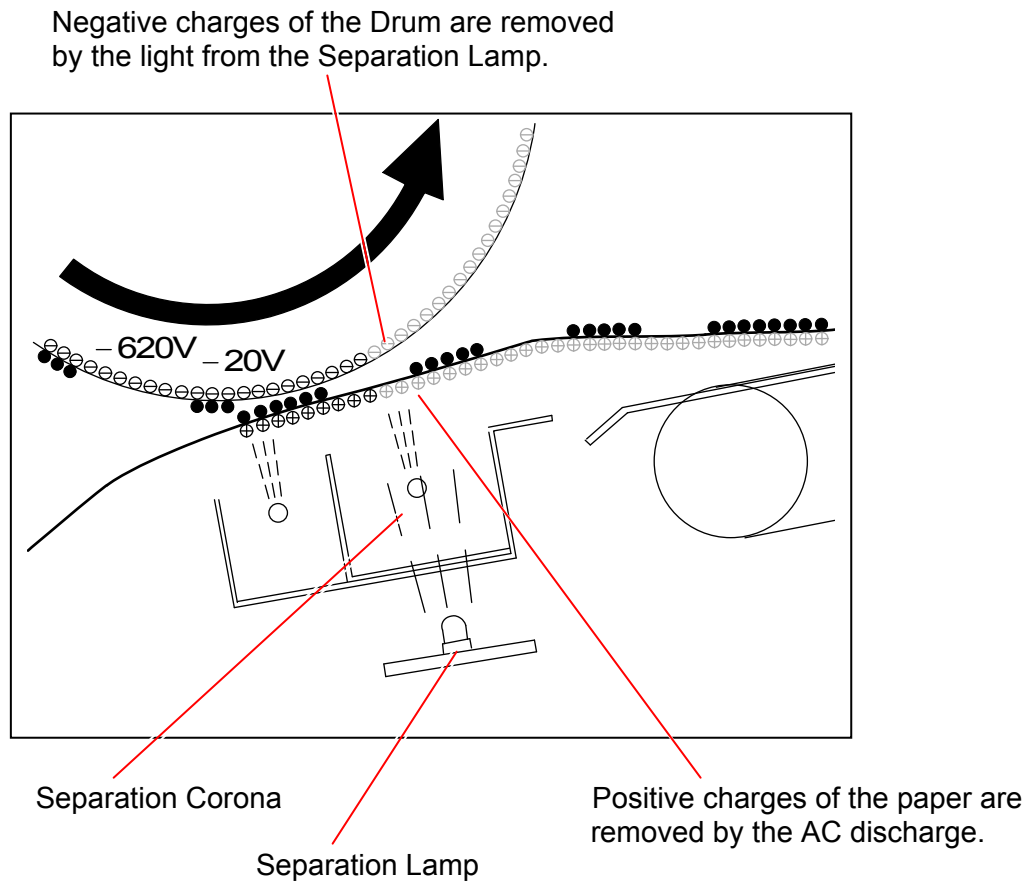 Negative charges of the Drum are removed
by the light from the Separation Lamp.
−620V
−20V
Separation Corona
Positive charges of the paper are
removed by the AC discharge.
Separation Lamp